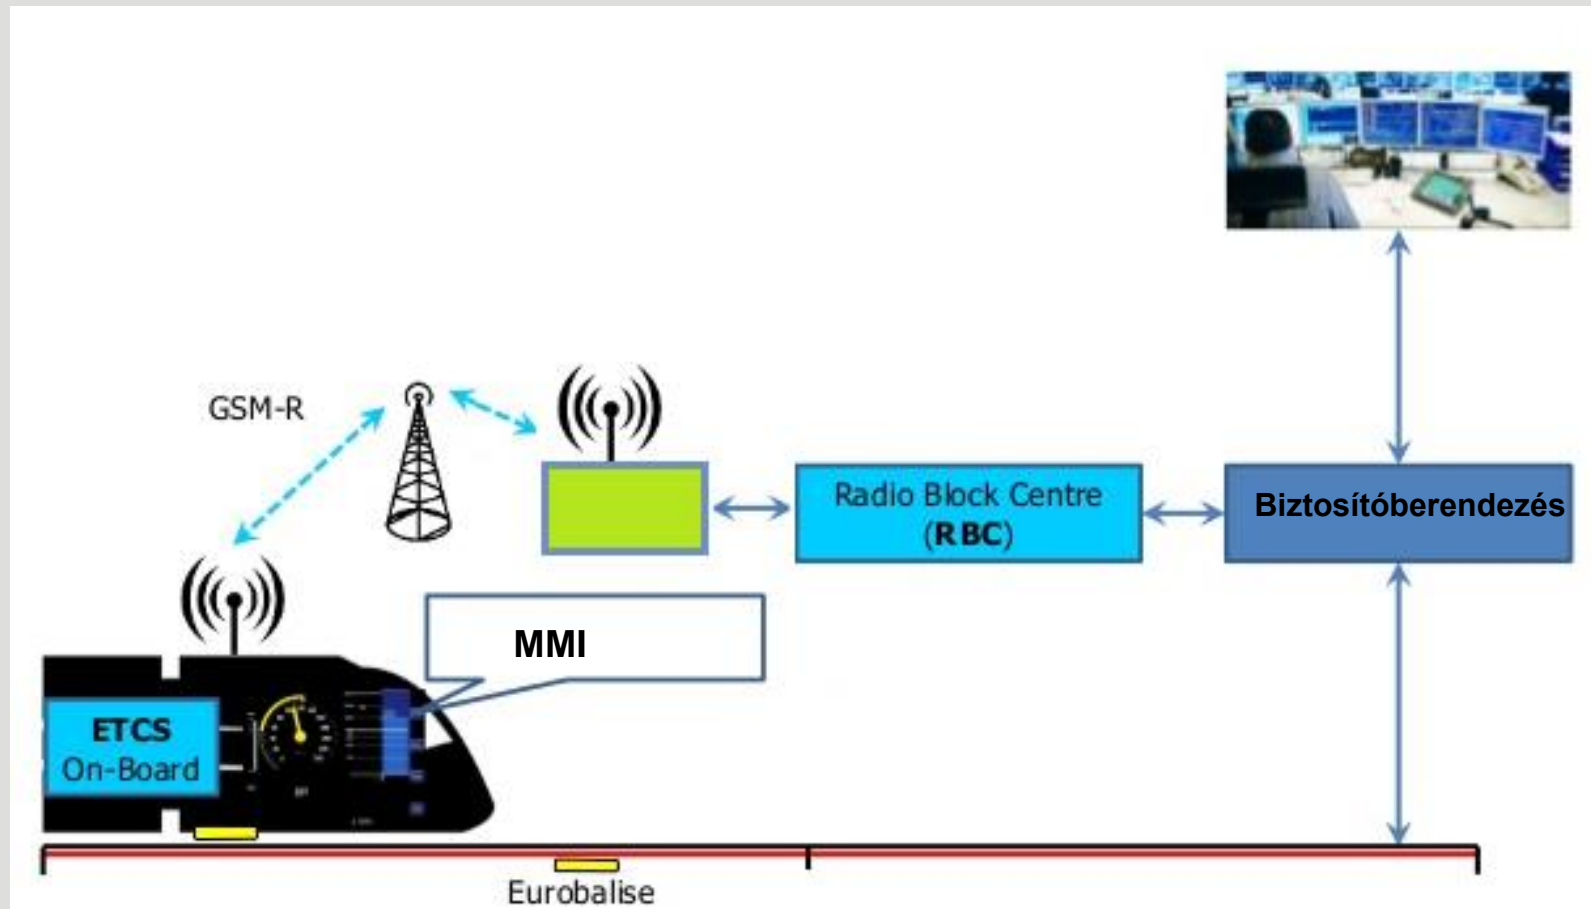 GSM-R
Radio Block Centre
(RBC)
Biztosítóberendezés
MMI
ETCS
On-Board
Eurobalise